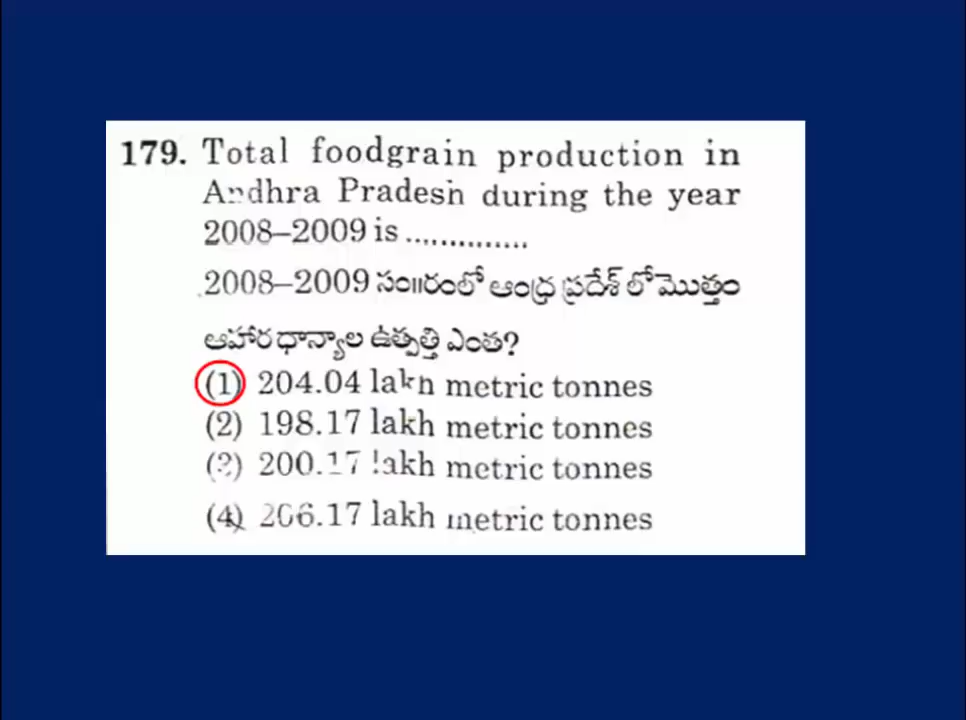 179. Total foodgrain production in
Andhra Pradesh during the year
2008–2009 is ..............
2008–2009 సం॥రంలో ఆంధ్ర ప్రదేశ్ లో మొత్తం
ఆహార ధాన్యాల ఉత్పత్తి ఎంత?
(1) 204.04 lakh metric tonnes
(2) 198.17 lakh metric tonnes
(3) 200.17 lakh metric tonnes
(4) 206.17 lakh metric tonnes